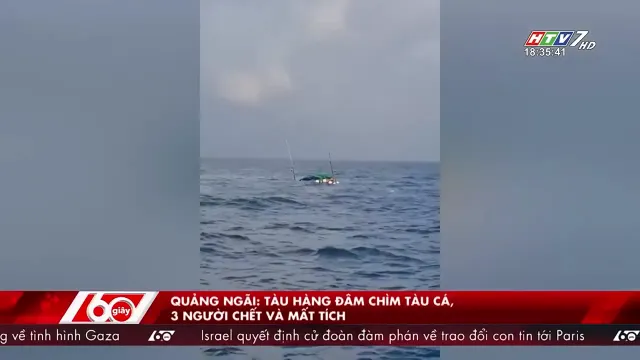 HTV7 HD
18:35:41
60 giây
QUẢNG NGÃI: TÀU HÀNG ĐÂM CHÌM TÀU CÁ,
3 NGƯỜI CHẾT VÀ MẤT TÍCH
g về tình hình Gaza HTV Israel quyết định cử đoàn đàm phán về trao đổi con tin tới Paris HTV